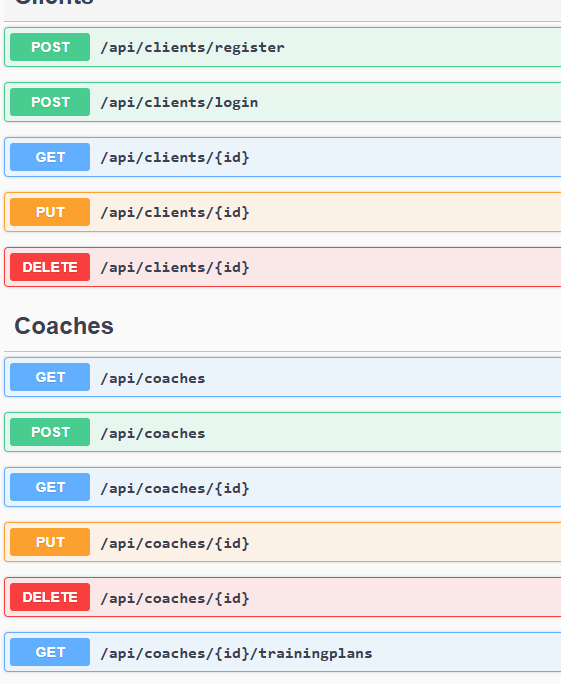 Clients
POST /api/clients/register
POST /api/clients/login
GET /api/clients/{id}
PUT /api/clients/{id}
DELETE /api/clients/{id}
Coaches
GET /api/coaches
POST /api/coaches
GET /api/coaches/{id}
PUT /api/coaches/{id}
DELETE /api/coaches/{id}
GET /api/coaches/{id}/trainingplans